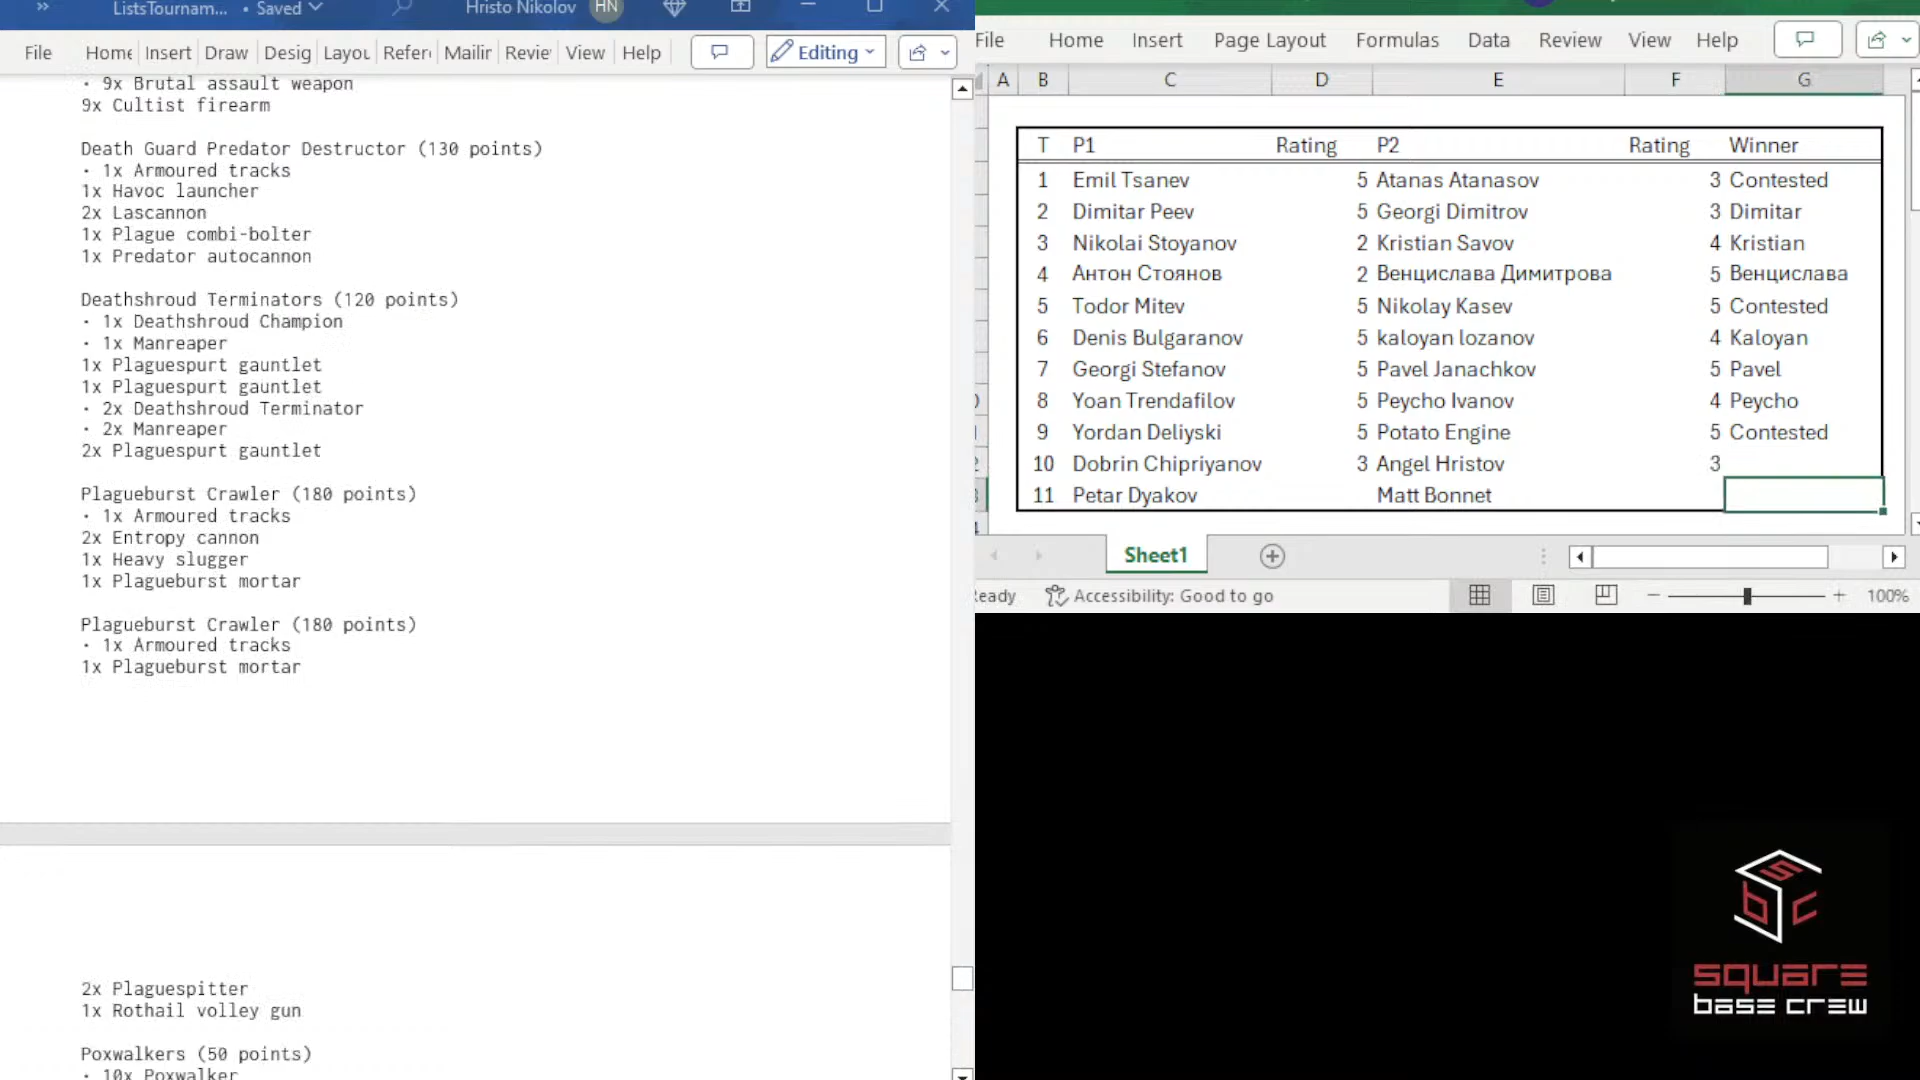 ListsTournam... • Saved
Hristo Nikolov HN
File Home Insert Draw Desig Layou Refer Mailin Revie View Help Editing
• 9x Brutal assault weapon
9x Cultist firearm
Death Guard Predator Destructor (130 points)
• 1x Armoured tracks
1x Havoc launcher
2x Lascannon
1x Plague combi-bolter
1x Predator autocannon
Deathshroud Terminators (120 points)
• 1x Deathshroud Champion
• 1x Manreaper
1x Plaguespurt gauntlet
1x Plaguespurt gauntlet
• 2x Deathshroud Terminator
• 2x Manreaper
2x Plaguespurt gauntlet
Plagueburst Crawler (180 points)
• 1x Armoured tracks
2x Entropy cannon
1x Heavy slugger
1x Plagueburst mortar
Plagueburst Crawler (180 points)
• 1x Armoured tracks
1x Plagueburst mortar
2x Plaguespitter
1x Rothail volley gun
Poxwalkers (50 points)
• 10x Poxwalker
File Home Insert Page Layout Formulas Data Review View Help
A B C D E F G
T P1 Rating P2 Rating Winner
1 Emil Tsanev 5 Atanas Atanasov 3 Contested
2 Dimitar Peev 5 Georgi Dimitrov 3 Dimitar
3 Nikolai Stoyanov 2 Kristian Savov 4 Kristian
4 Антон Стоянов 2 Венцислава Димитрова 5 Венцислава
5 Todor Mitev 5 Nikolay Kasev 5 Contested
6 Denis Bulgaranov 5 kaloyan lozanov 4 Kaloyan
7 Georgi Stefanov 5 Pavel Janachkov 5 Pavel
8 Yoan Trendafilov 5 Peycho Ivanov 4 Peycho
9 Yordan Deliyski 5 Potato Engine 5 Contested
10 Dobrin Chipriyanov 3 Angel Hristov 3
11 Petar Dyakov Matt Bonnet
Sheet1
eady Accessibility: Good to go 100%
sbc
square
base crew